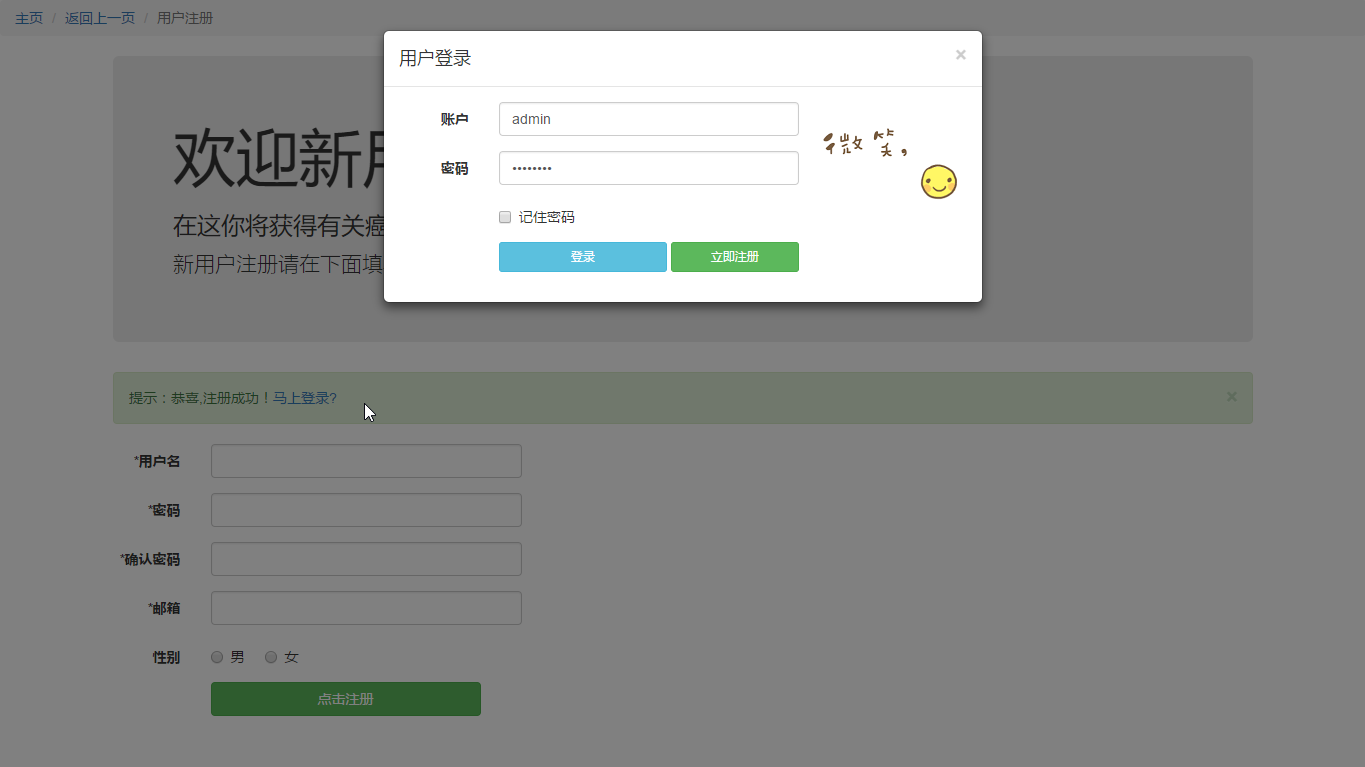 主页 / 返回上一页 / 用户注册
用户登录 ×
账户 admin
密码 ••••••••
微笑,
记住密码
登录 立即注册
欢迎新用
在这你将获得有关癌
新用户注册请在下面填
提示：恭喜,注册成功！马上登录? ×
*用户名
*密码
*确认密码
*邮箱
性别 男 女
点击注册